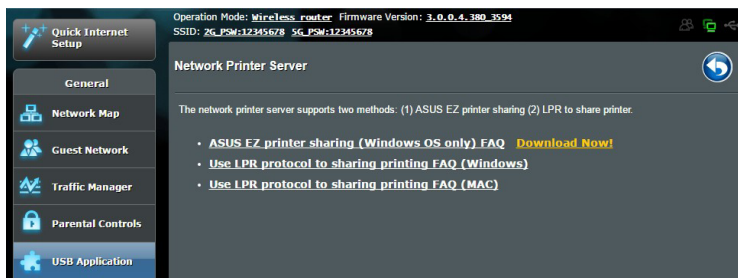 Quick Internet
Setup
Operation Mode: Wireless router Firmware Version: 3.0.0.4.380_3594
SSID: 2G_PSW:12345678 5G_PSW:12345678
General
Network Map
Guest Network
Traffic Manager
Parental Controls
USB Application
Network Printer Server
The network printer server supports two methods: (1) ASUS EZ printer sharing (2) LPR to share printer.
ASUS EZ printer sharing (Windows OS only) FAQ Download Now!
Use LPR protocol to sharing printing FAQ (Windows)
Use LPR protocol to sharing printing FAQ (MAC)